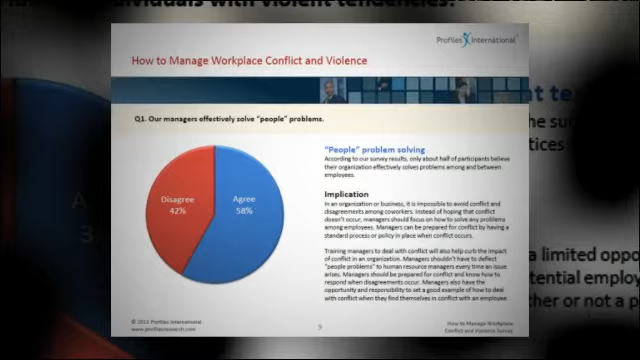 individuals with violent tendencies.
Profiles International
How to Manage Workplace Conflict and Violence
Q1. Our managers effectively solve "people" problems.
"People" problem solving
According to our survey results, only about half of participants believe
their organization effectively solves problems among and between
employees.
Disagree
42%
Agree
58%
Implication
In an organization or business, it is impossible to avoid conflict and
disagreements among coworkers. Instead of hoping that conflict
doesn't occur, managers should focus on how to solve any problems
among employees. Managers can be prepared for conflict by having a
standard process or policy in place when conflict occurs.
Training managers to deal with conflict will also help curb the impact
of conflict in an organization. Managers shouldn't have to deflect
"people problems" to human resource managers every time an issue
arises. Managers should be prepared for conflict and know how to
respond when disagreements occur. Managers also have the
opportunity and responsibility to set a good example of how to deal
with conflict when they find themselves in conflict with an employee.
© 2013 Profiles International
www.profilesresearch.com
9
How to Manage Workplace
Conflict and Violence Survey
the su
tices
a limited oppo
tential employ
her or not a p